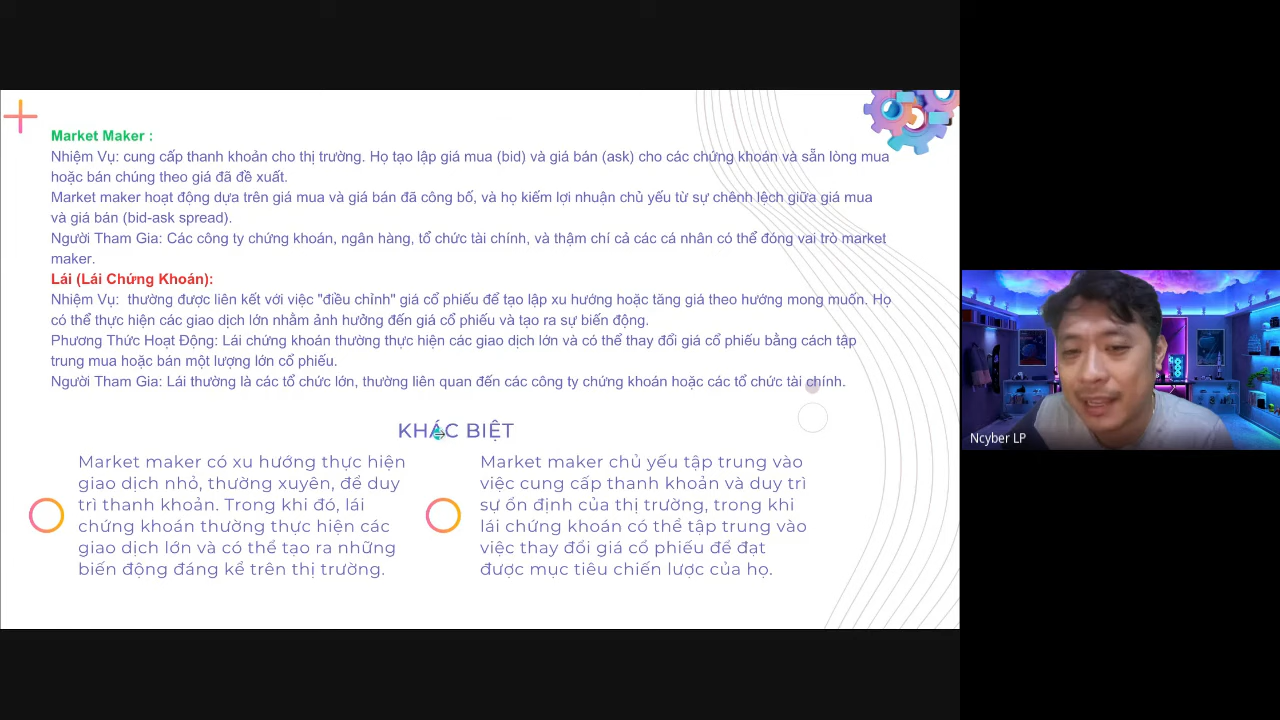 Market Maker :
Nhiệm Vụ: cung cấp thanh khoản cho thị trường. Họ tạo lập giá mua (bid) và giá bán (ask) cho các chứng khoán và sẵn lòng mua
hoặc bán chúng theo giá đã đề xuất.
Market maker hoạt động dựa trên giá mua và giá bán đã công bố, và họ kiếm lợi nhuận chủ yếu từ sự chênh lệch giữa giá mua
và giá bán (bid-ask spread).
Người Tham Gia: Các công ty chứng khoán, ngân hàng, tổ chức tài chính, và thậm chí cả các cá nhân có thể đóng vai trò market
maker.
Lái (Lái Chứng Khoán):
Nhiệm Vụ:  thường được liên kết với việc "điều chỉnh" giá cổ phiếu để tạo lập xu hướng hoặc tăng giá theo hướng mong muốn. Họ
có thể thực hiện các giao dịch lớn nhằm ảnh hưởng đến giá cổ phiếu và tạo ra sự biến động.
Phương Thức Hoạt Động: Lái chứng khoán thường thực hiện các giao dịch lớn và có thể thay đổi giá cổ phiếu bằng cách tập
trung mua hoặc bán một lượng lớn cổ phiếu.
Người Tham Gia: Lái thường là các tổ chức lớn, thường liên quan đến các công ty chứng khoán hoặc các tổ chức tài chính.
KHÁC BIỆT
Market maker có xu hướng thực hiện
giao dịch nhỏ, thường xuyên, để duy
trì thanh khoản. Trong khi đó, lái
chứng khoán thường thực hiện các
giao dịch lớn và có thể tạo ra những
biến động đáng kể trên thị trường.
Market maker chủ yếu tập trung vào
việc cung cấp thanh khoản và duy trì
sự ổn định của thị trường, trong khi
lái chứng khoán có thể tập trung vào
việc thay đổi giá cổ phiếu để đạt
được mục tiêu chiến lược của họ.
Ncyber LP